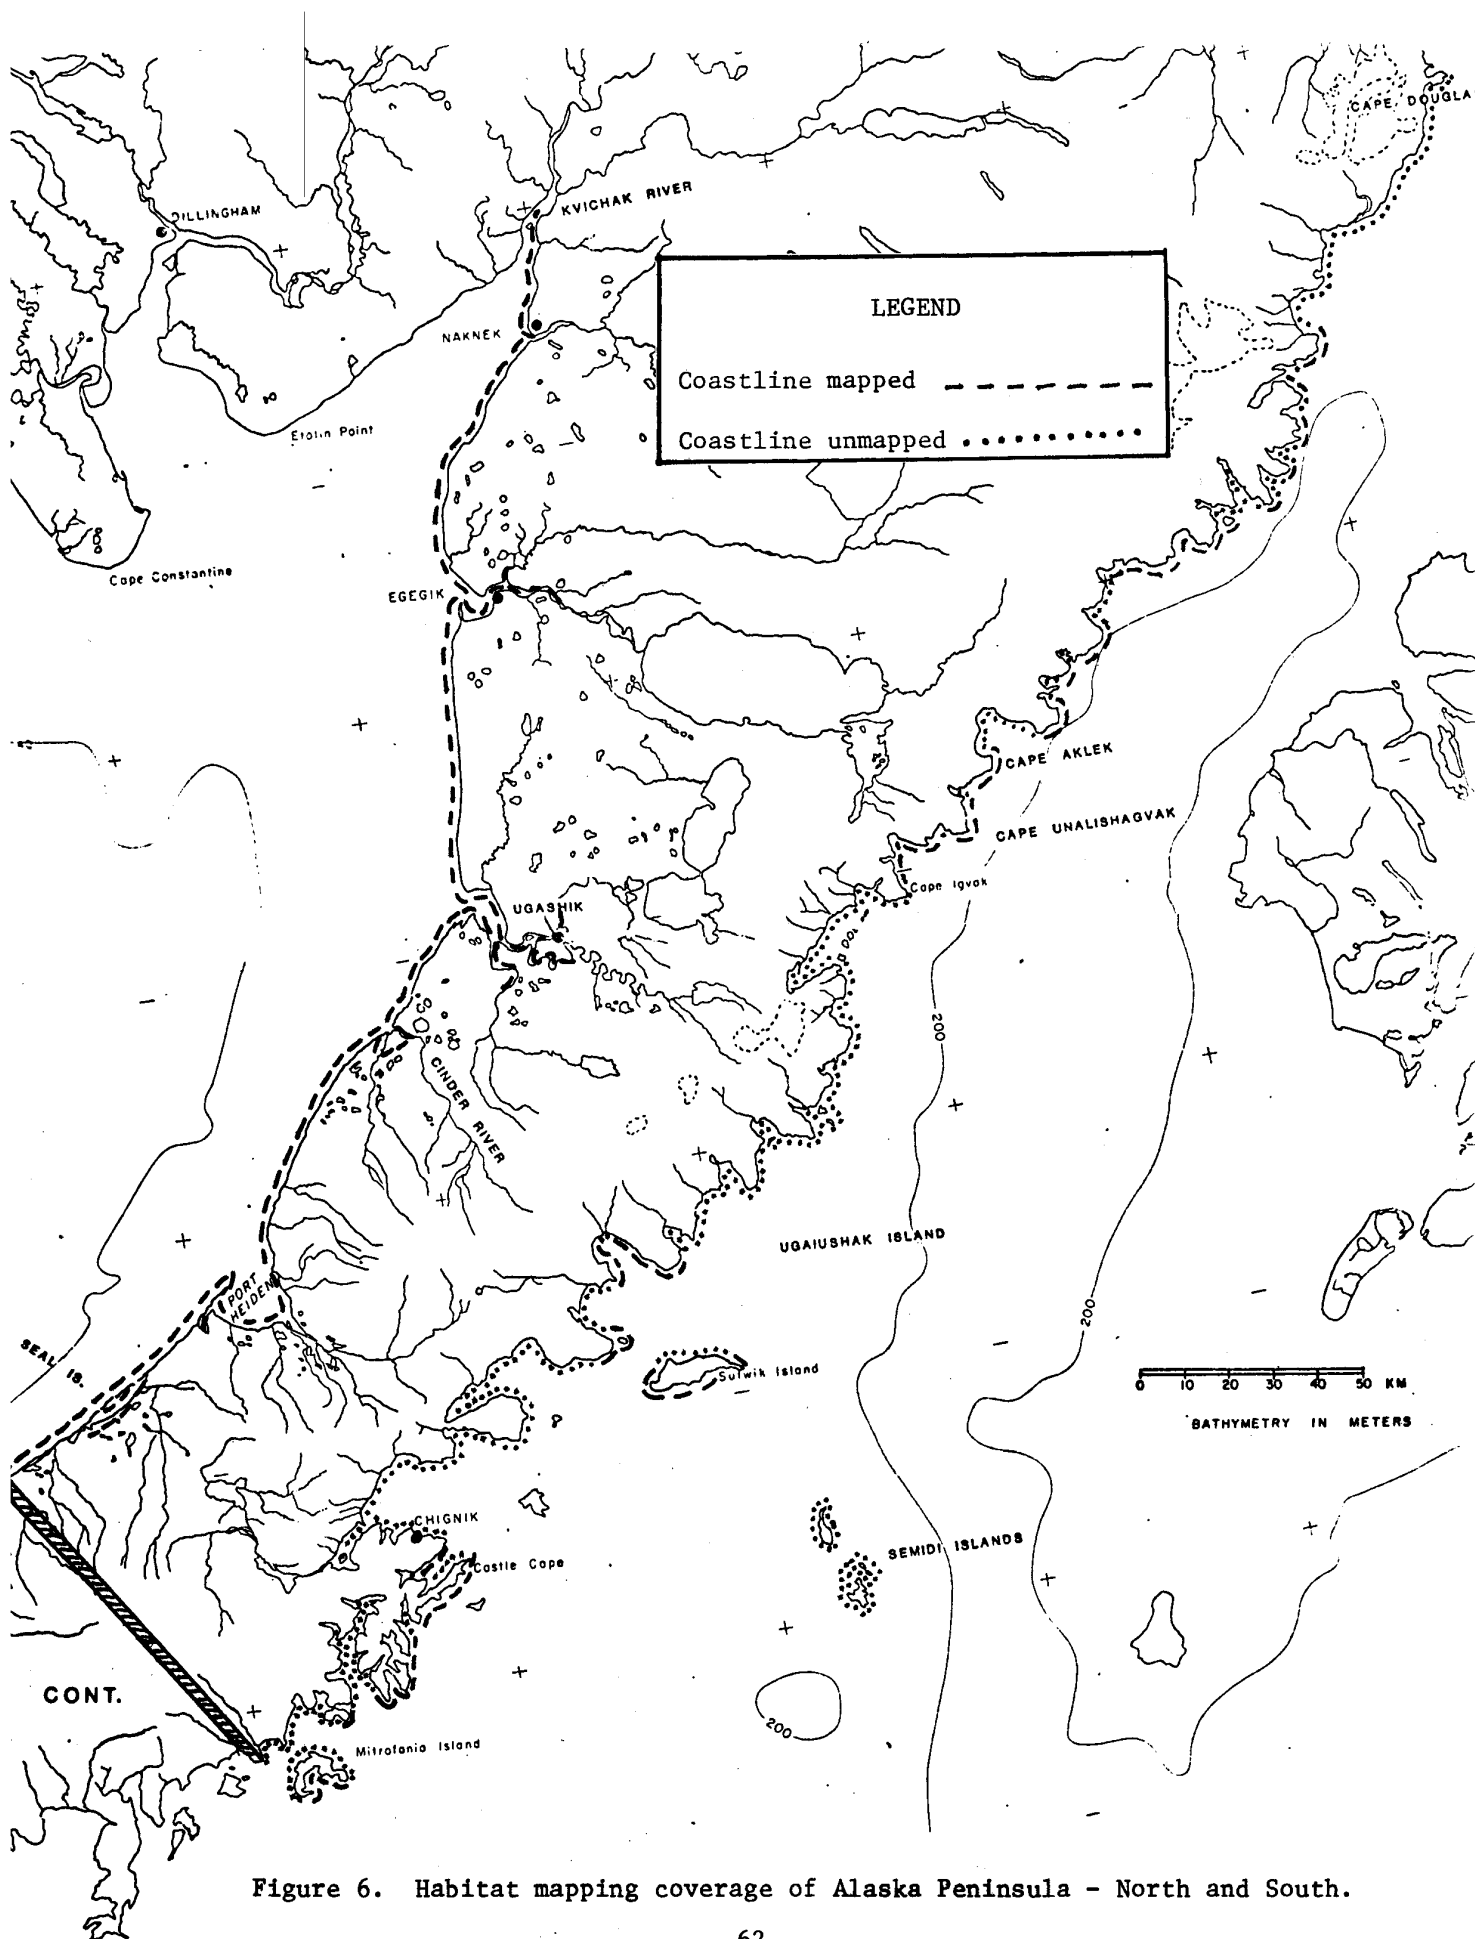 CAPE DOUGLA
KVICHAK RIVER
DILLINGHAM
LEGEND
NAKNEK
Coastline mapped
Coastline unmapped
Etolin Point
Cape Constantine
EGEGIK
CAPE AKLEK
CAPE UNALISHAGVAK
Cape Igvak
UGASHIK
200
CINDER RIVER
UGAIUSHAK ISLAND
PORT
HEIDEN
200
SEAL IS.
Sutwik Island
0 10 20 30 40 50 KM
BATHYMETRY IN METERS
CHIGNIK
SEMIDI ISLANDS
Castle Cape
CONT.
200
Mitrofania Island
Figure 6. Habitat mapping coverage of Alaska Peninsula - North and South.
62